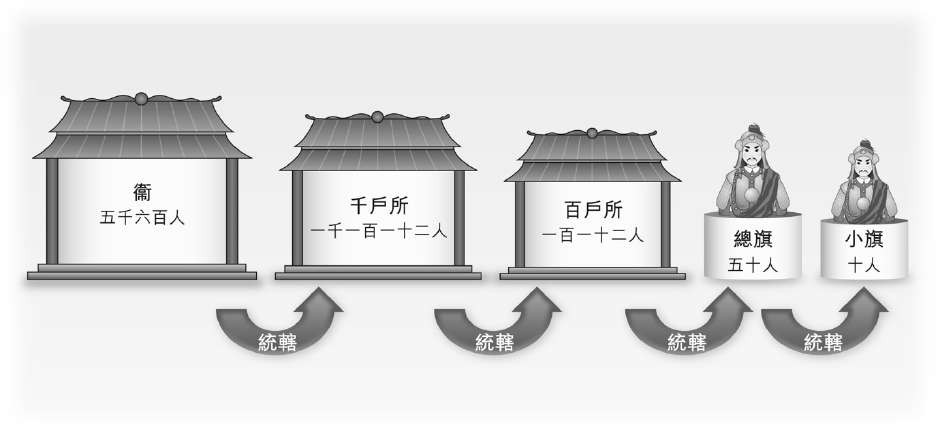 衞
五千六百人
千戶所
一千一百一十二人
百戶所
一百一十二人
總旗
五十人
小旗
十人
統轄
統轄
統轄
統轄